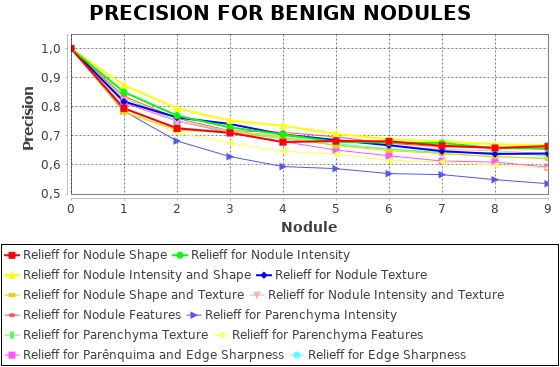 PRECISION FOR BENIGN NODULES
1,0
0,9
0,8
0,7
0,6
0,5
Precision
0 1 2 3 4 5 6 7 8 9
Nodule
Relieff for Nodule Shape Relieff for Nodule Intensity
Relieff for Nodule Intensity and Shape Relieff for Nodule Texture
Relieff for Nodule Shape and Texture Relieff for Nodule Intensity and Texture
Relieff for Nodule Features Relieff for Parenchyma Intensity
Relieff for Parenchyma Texture Relieff for Parenchyma Features
Relieff for Parênquima and Edge Sharpness Relieff for Edge Sharpness